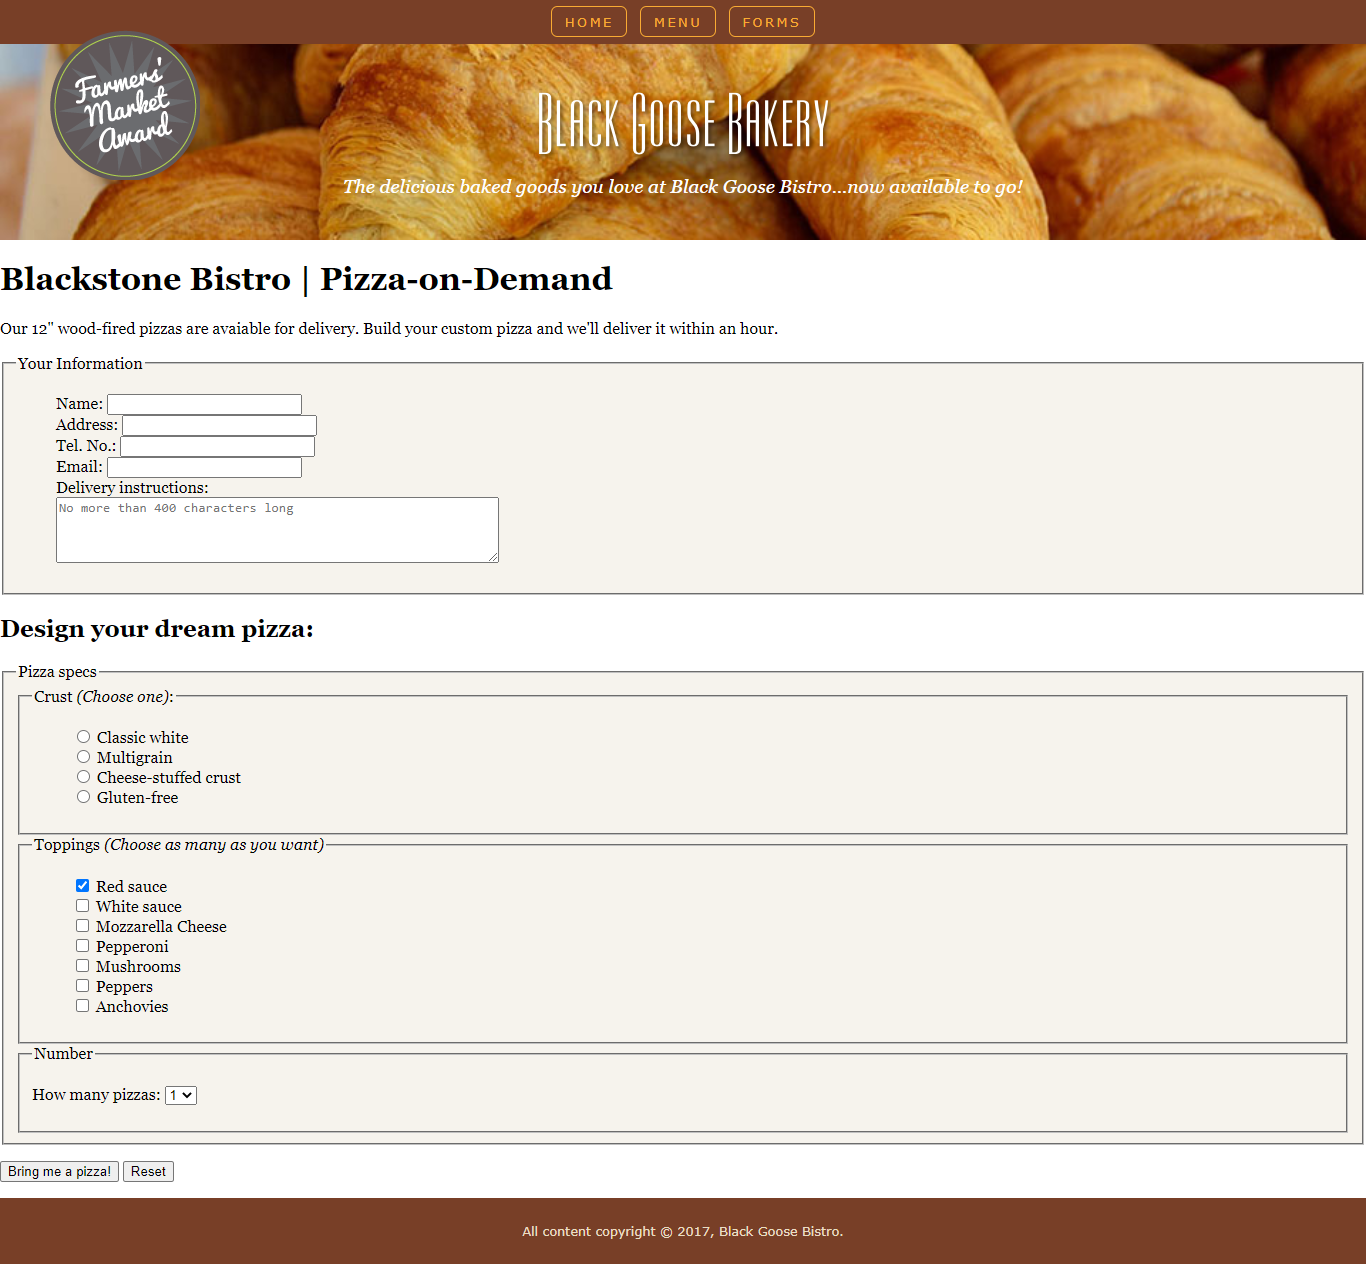 HOME MENU FORMS
Farmers'
Market
Award
Black Goose Bakery
The delicious baked goods you love at Black Goose Bistro...now available to go!
Blackstone Bistro | Pizza-on-Demand
Our 12" wood-fired pizzas are avaiable for delivery. Build your custom pizza and we'll deliver it within an hour.
Your Information
Name:
Address:
Tel. No.:
Email:
Delivery instructions:
No more than 400 characters long
Design your dream pizza:
Pizza specs
Crust (Choose one):
Classic white
Multigrain
Cheese-stuffed crust
Gluten-free
Toppings (Choose as many as you want)
Red sauce
White sauce
Mozzarella Cheese
Pepperoni
Mushrooms
Peppers
Anchovies
Number
How many pizzas: 1
Bring me a pizza! Reset
All content copyright © 2017, Black Goose Bistro.